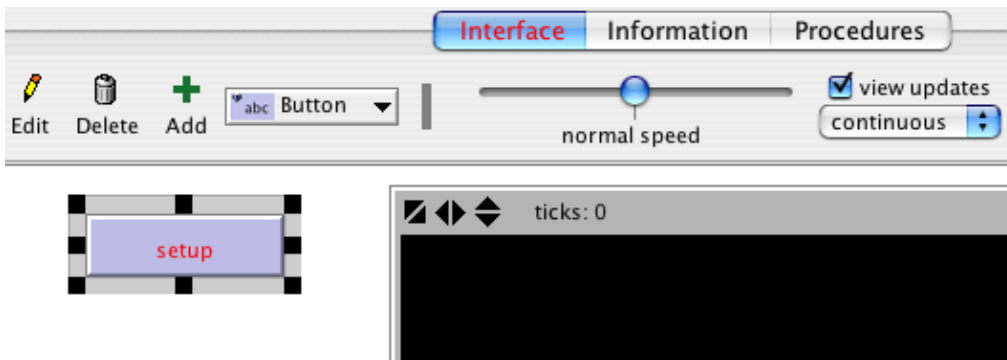 Interface Information Procedures
Edit Delete Add abc Button normal speed view updates
continuous
setup
ticks: 0